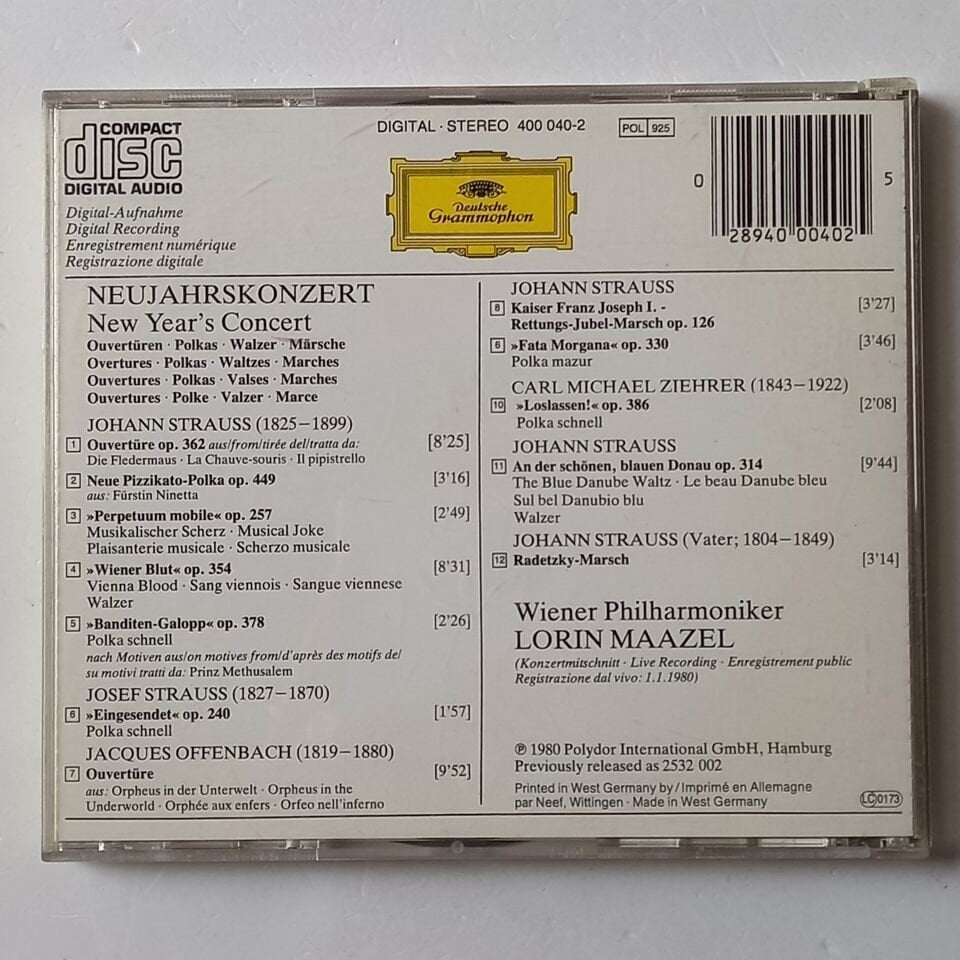 COMPACT
disc
DIGITAL AUDIO
DIGITAL · STEREO 400 040-2
POL 925
Deutsche
Grammophon
0
28940 00402
5
Digital-Aufnahme
Digital Recording
Enregistrement numérique
Registrazione digitale
NEUJAHRSKONZERT
New Year's Concert
Ouvertüren · Polkas · Walzer · Märsche
Overtures · Polkas · Waltzes · Marches
Ouvertures · Polkas · Valses · Marches
Ouvertures · Polke · Valzer · Marce
JOHANN STRAUSS (1825–1899)
1 Ouvertüre op. 362 aus/from/tirée del/tratta da: [8'25]
Die Fledermaus · La Chauve-souris · Il pipistrello
2 Neue Pizzikato-Polka op. 449 [3'16]
aus: Fürstin Ninetta
3 »Perpetuum mobile« op. 257 [2'49]
Musikalischer Scherz · Musical Joke
Plaisanterie musicale · Scherzo musicale
4 »Wiener Blut« op. 354 [8'31]
Vienna Blood · Sang viennois · Sangue viennese
Walzer
5 »Banditen-Galopp« op. 378 [2'26]
Polka schnell
nach Motiven aus/on motives from/d'après des motifs de/
su motivi tratti da: Prinz Methusalem
JOSEF STRAUSS (1827–1870)
6 »Eingesendet« op. 240 [1'57]
Polka schnell
JACQUES OFFENBACH (1819–1880)
7 Ouvertüre [9'52]
aus: Orpheus in der Unterwelt · Orpheus in the
Underworld · Orphée aux enfers · Orfeo nell'inferno
JOHANN STRAUSS
8 Kaiser Franz Joseph I. - [3'27]
Rettungs-Jubel-Marsch op. 126
6 »Fata Morgana« op. 330 [3'46]
Polka mazur
CARL MICHAEL ZIEHRER (1843–1922)
10 »Loslassen!« op. 386 [2'08]
Polka schnell
JOHANN STRAUSS
11 An der schönen, blauen Donau op. 314 [9'44]
The Blue Danube Waltz · Le beau Danube bleu
Sul bel Danubio blu
Walzer
JOHANN STRAUSS (Vater; 1804–1849)
12 Radetzky-Marsch [3'14]
Wiener Philharmoniker
LORIN MAAZEL
(Konzertmitschnitt · Live Recording · Enregistrement public
Registrazione dal vivo: 1.1.1980)
℗ 1980 Polydor International GmbH, Hamburg
Previously released as 2532 002
Printed in West Germany by / Imprimé en Allemagne
par Neef, Wittingen · Made in West Germany
LC 0173